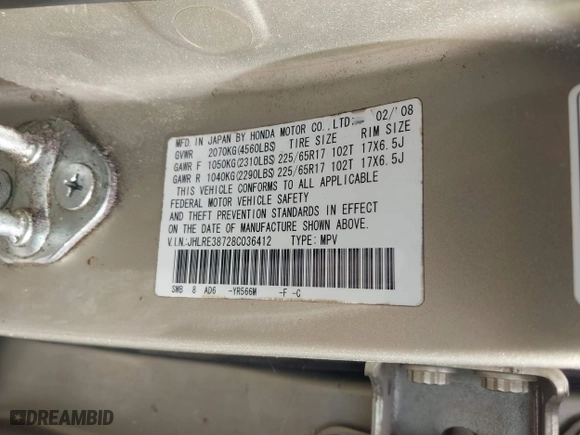 MFD. IN JAPAN BY HONDA MOTOR CO., LTD. 02/'08
GVWR 2070KG(4560LBS) TIRE SIZE RIM SIZE
GAWR F 1050KG(2310LBS) 225/65R17 102T 17X6.5J
GAWR R 1040KG(2290LBS) 225/65R17 102T 17X6.5J
THIS VEHICLE CONFORMS TO ALL APPLICABLE
FEDERAL MOTOR VEHICLE SAFETY
AND THEFT PREVENTION STANDARDS IN EFFECT
ON THE DATE OF MANUFACTURE SHOWN ABOVE.
V.I.N.:JHLRE38728C036412 TYPE: MPV
SWB 8 AD6 -YR566M -F -C
DREAMBID